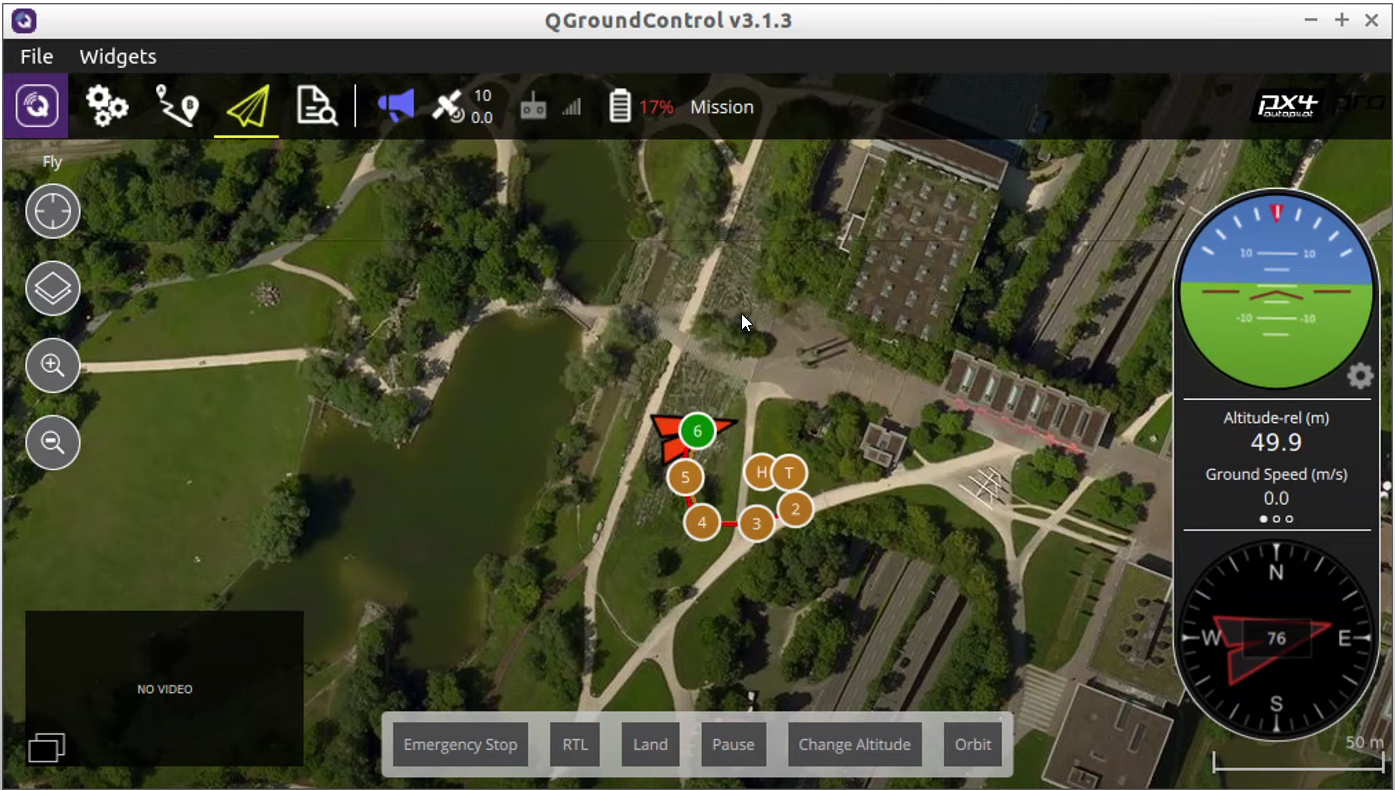 QGroundControl v3.1.3
File Widgets
10
0.0
17% Mission
px4
autopilot
pro
Fly
10 10
-10 -10
Altitude-rel (m)
49.9
Ground Speed (m/s)
0.0
6
5
H T
4 3 2
N
W 76 E
S
NO VIDEO
Emergency Stop RTL Land Pause Change Altitude Orbit
50 m